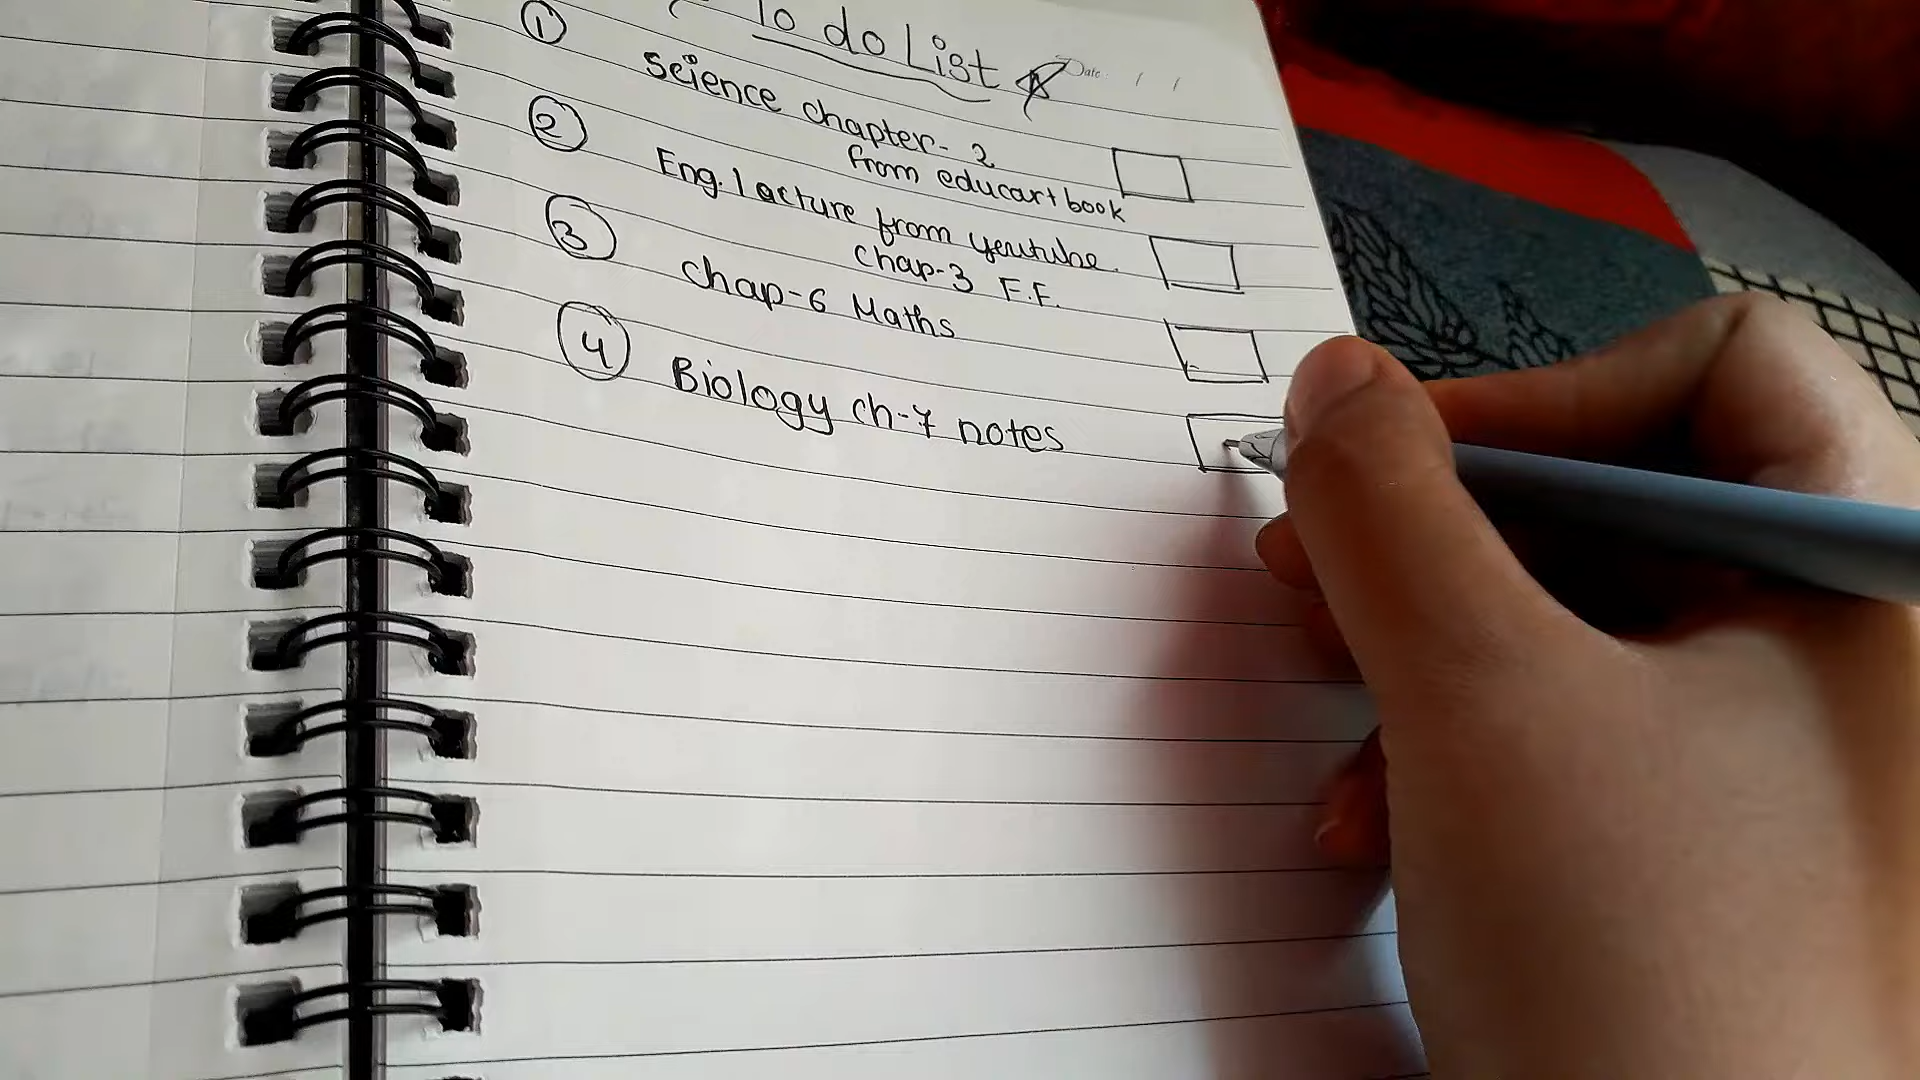 To do List
Date: / /
① Science chapter- 2
from educart book
② Eng. lacture from youtube.
Chap-3 F.F.
③ Chap-6 Maths
④ Biology ch-7 notes